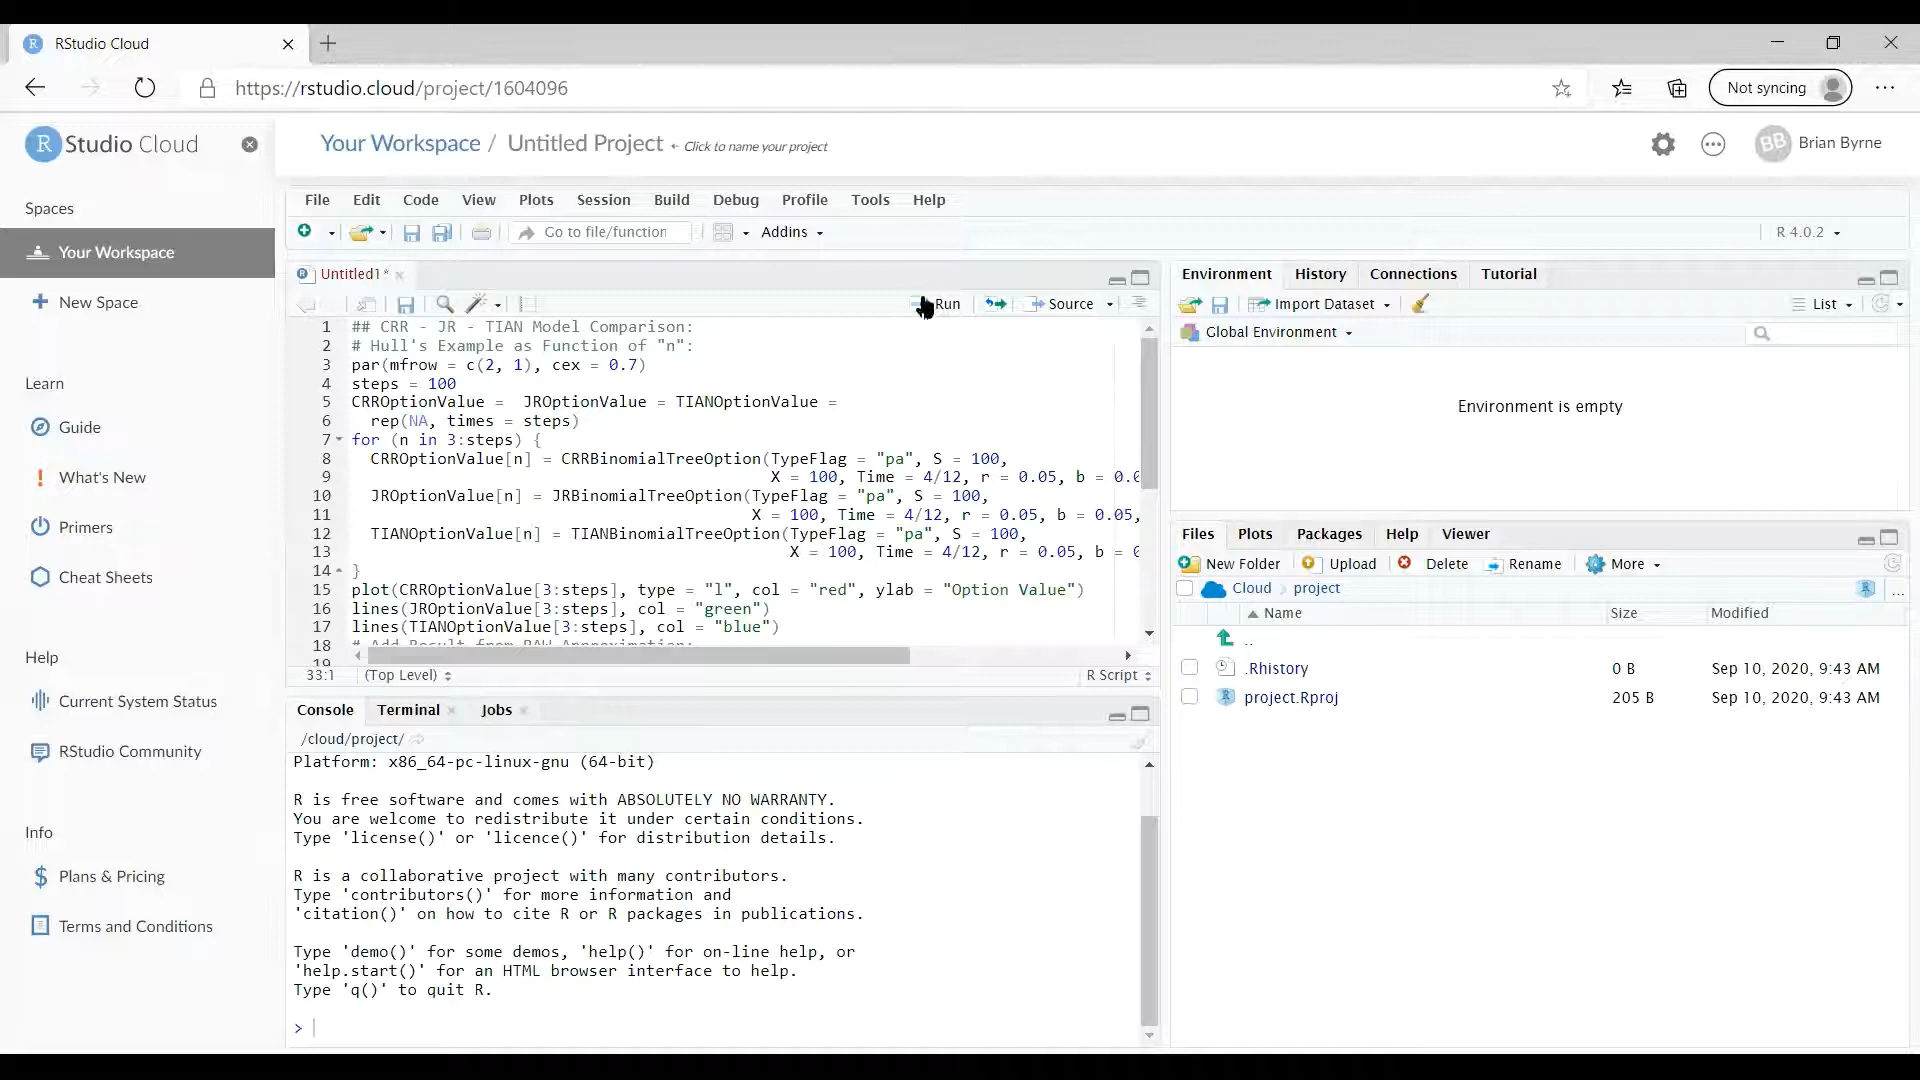 RStudio Cloud
https://rstudio.cloud/project/1604096
Not syncing
R Studio Cloud
Your Workspace / Untitled Project ← Click to name your project
BB Brian Byrne
Spaces
Your Workspace
New Space
Learn
Guide
What's New
Primers
Cheat Sheets
Help
Current System Status
RStudio Community
Info
Plans & Pricing
Terms and Conditions
File Edit Code View Plots Session Build Debug Profile Tools Help
Go to file/function Addins
R 4.0.2
Untitled1*
Run Source
1 ## CRR - JR - TIAN Model Comparison:
2 # Hull's Example as Function of "n":
3 par(mfrow = c(2, 1), cex = 0.7)
4 steps = 100
5 CRROptionValue = JROptionValue = TIANOptionValue =
6 rep(NA, times = steps)
7 for (n in 3:steps) {
8 CRROptionValue[n] = CRRBinomialTreeOption(TypeFlag = "pa", S = 100,
9 X = 100, Time = 4/12, r = 0.05, b = 0.0
10 JROptionValue[n] = JRBinomialTreeOption(TypeFlag = "pa", S = 100,
11 X = 100, Time = 4/12, r = 0.05, b = 0.05,
12 TIANOptionValue[n] = TIANBinomialTreeOption(TypeFlag = "pa", S = 100,
13 X = 100, Time = 4/12, r = 0.05, b = 0
14 }
15 plot(CRROptionValue[3:steps], type = "l", col = "red", ylab = "Option Value")
16 lines(JROptionValue[3:steps], col = "green")
17 lines(TIANOptionValue[3:steps], col = "blue")
18 # Add Result from BAW Approximation:
19
33:1 (Top Level) R Script
Console Terminal Jobs
/cloud/project/
Platform: x86_64-pc-linux-gnu (64-bit)
R is free software and comes with ABSOLUTELY NO WARRANTY.
You are welcome to redistribute it under certain conditions.
Type 'license()' or 'licence()' for distribution details.
R is a collaborative project with many contributors.
Type 'contributors()' for more information and
'citation()' on how to cite R or R packages in publications.
Type 'demo()' for some demos, 'help()' for on-line help, or
'help.start()' for an HTML browser interface to help.
Type 'q()' to quit R.
>
Environment History Connections Tutorial
Import Dataset List
Global Environment
Environment is empty
Files Plots Packages Help Viewer
New Folder Upload Delete Rename More
Cloud project ...
Name Size Modified
..
.Rhistory 0 B Sep 10, 2020, 9:43 AM
project.Rproj 205 B Sep 10, 2020, 9:43 AM